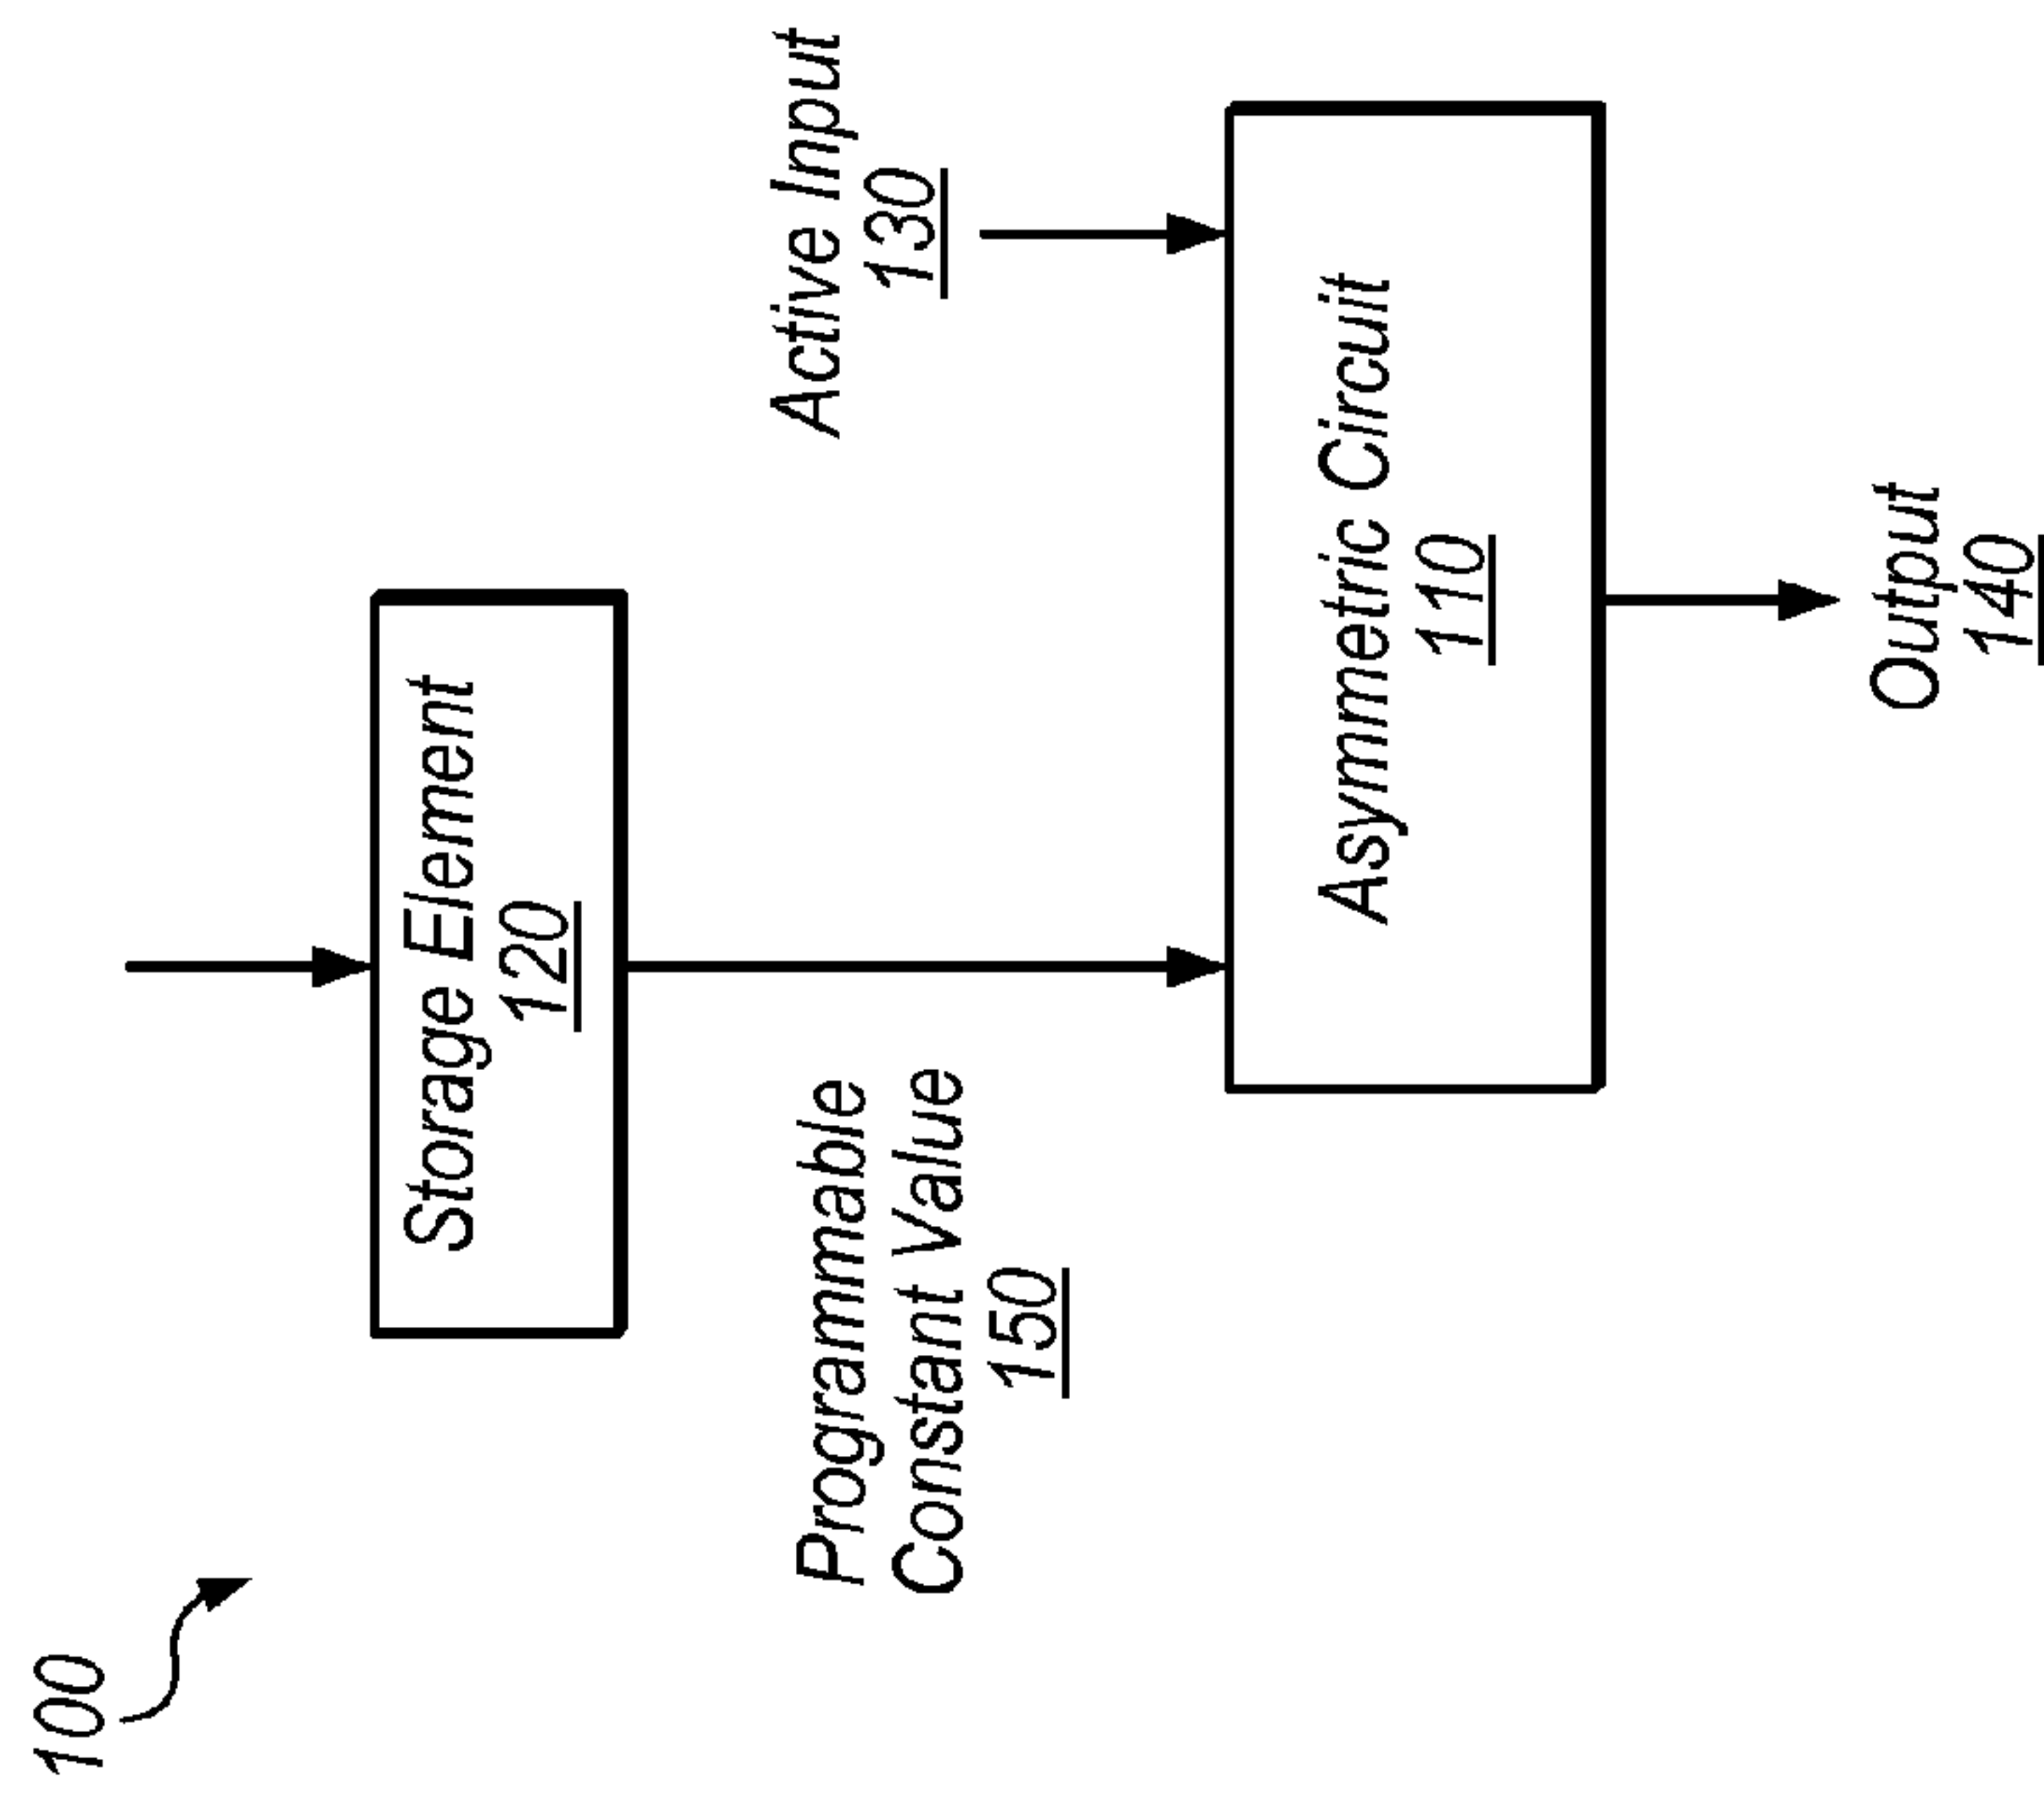 100
Storage Element
120
Programmable
Constant Value
150
Active Input
130
Asymmetric Circuit
110
Output
140